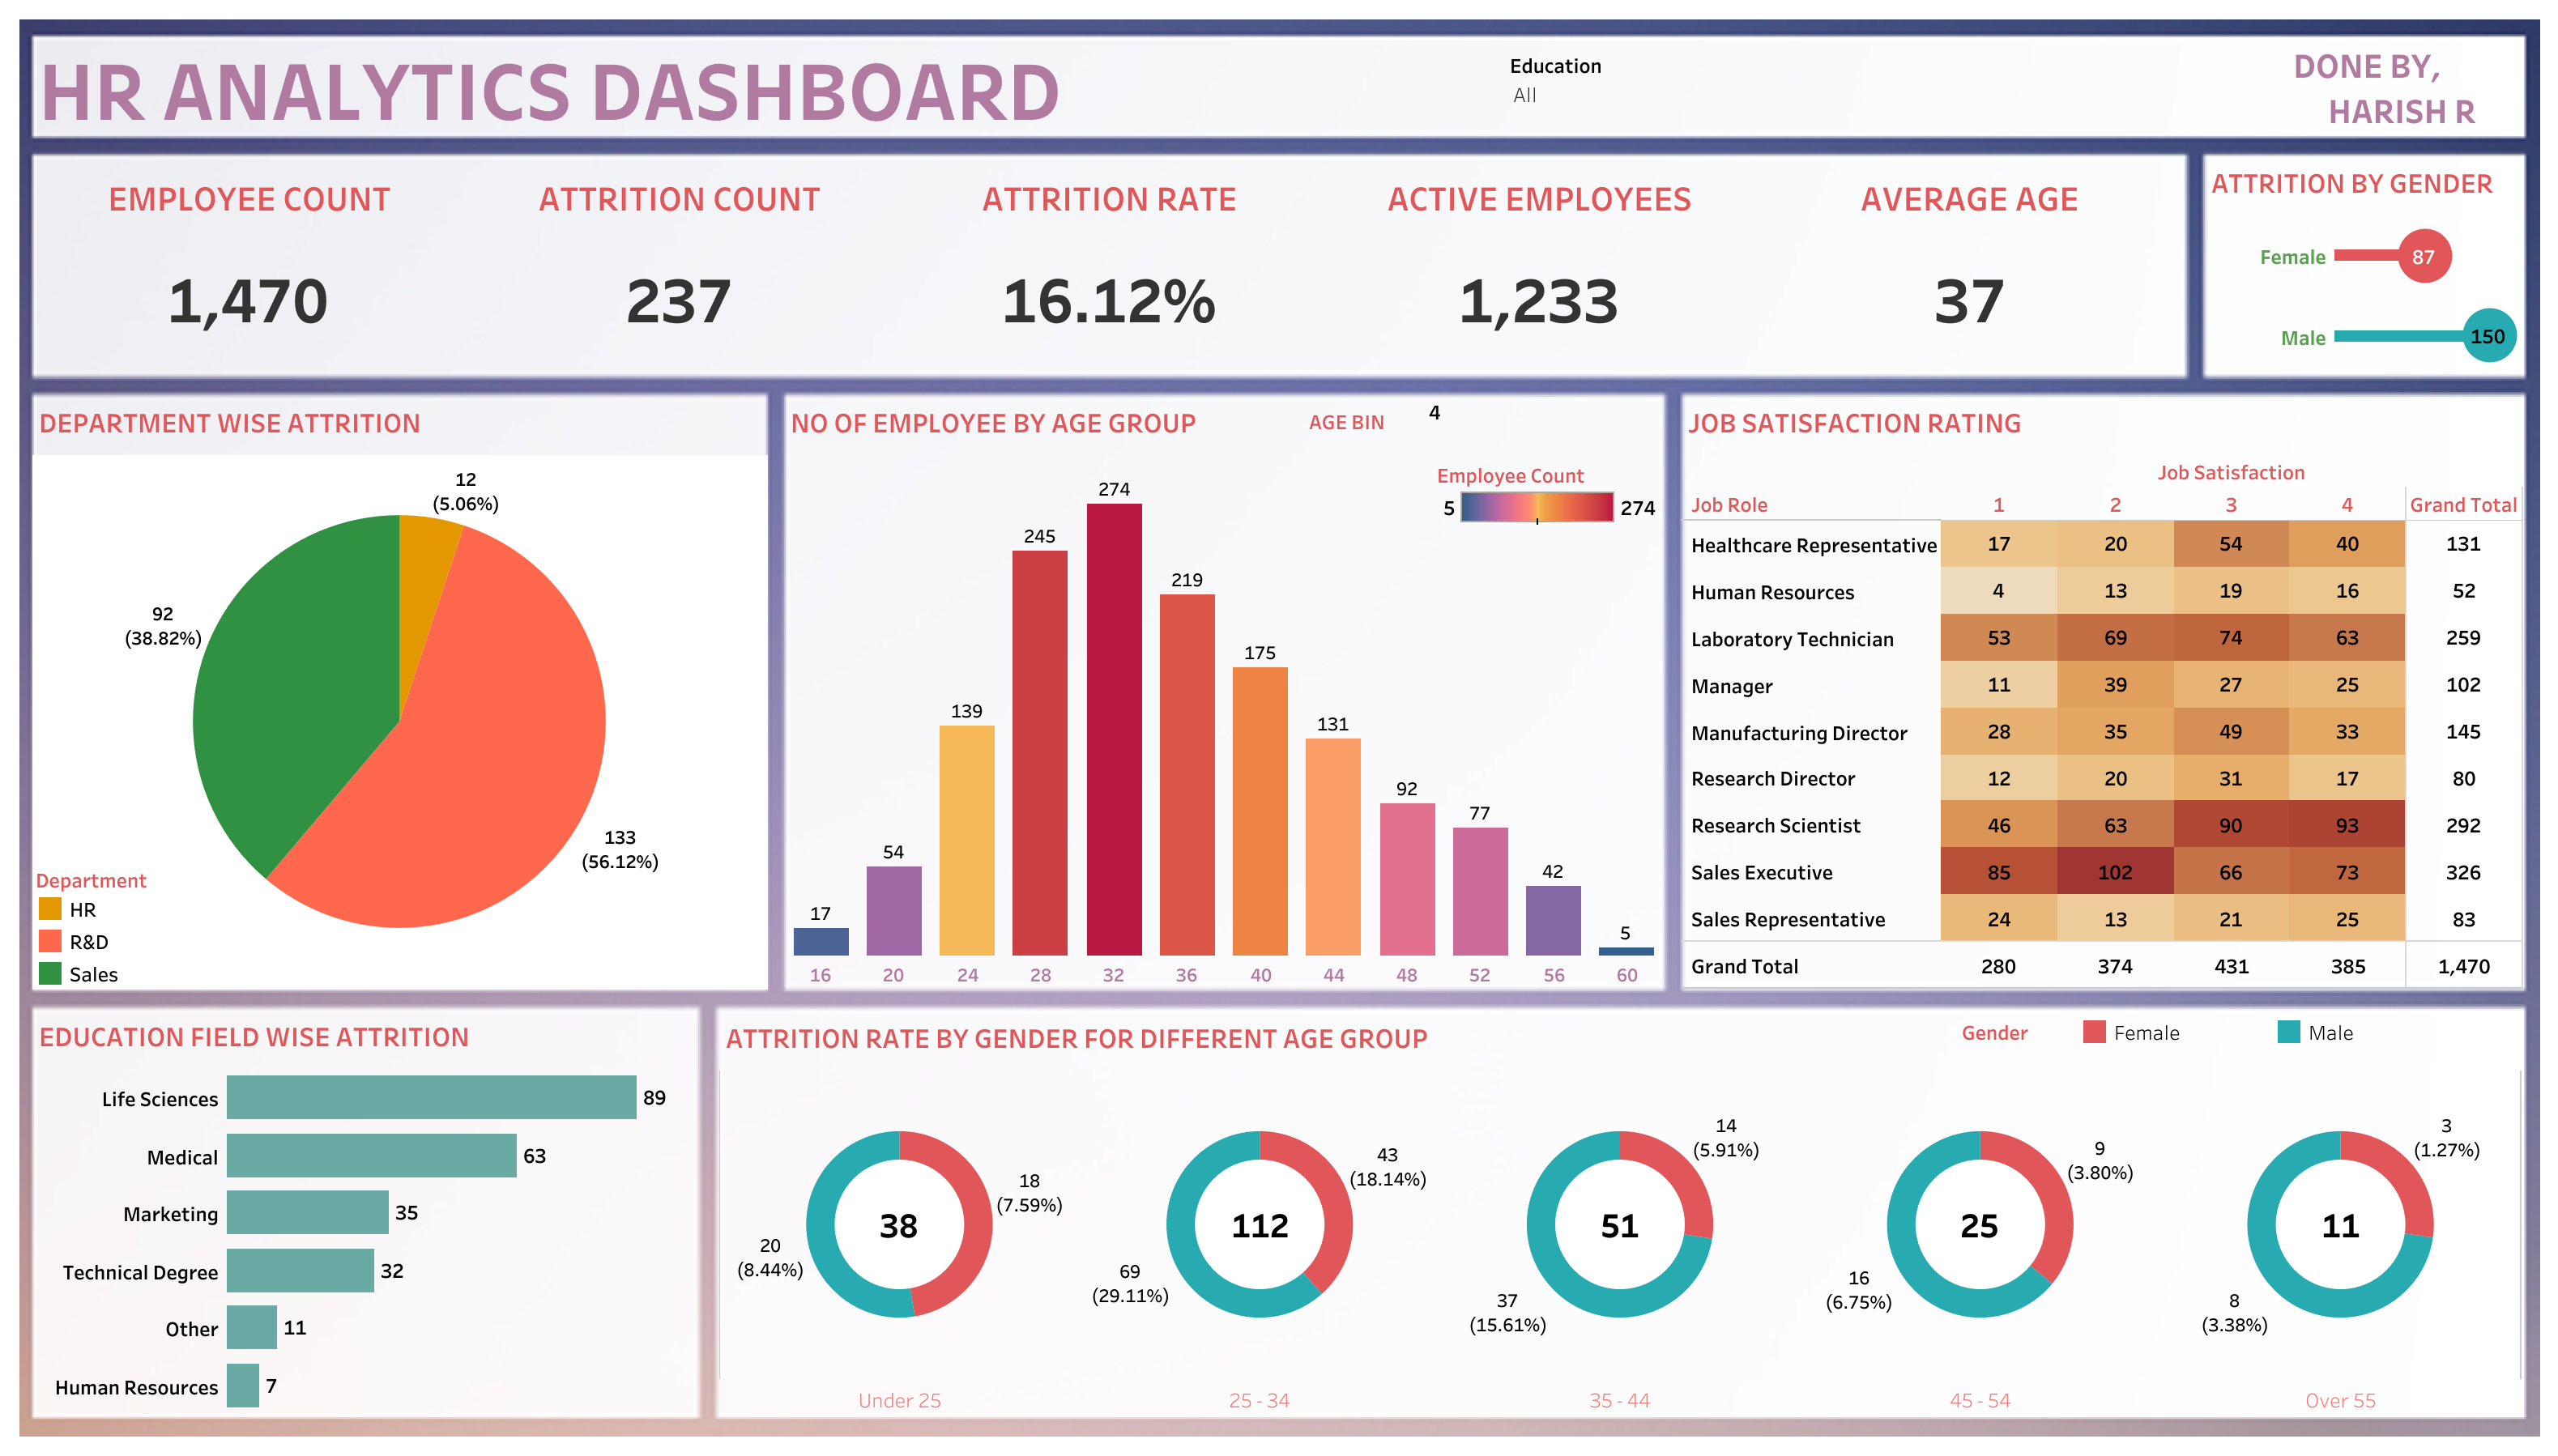 HR ANALYTICS DASHBOARD
Education
All
DONE BY,
HARISH R
EMPLOYEE COUNT
1,470
ATTRITION COUNT
237
ATTRITION RATE
16.12%
ACTIVE EMPLOYEES
1,233
AVERAGE AGE
37
ATTRITION BY GENDER
Female 87
Male 150
DEPARTMENT WISE ATTRITION
12
(5.06%)
92
(38.82%)
133
(56.12%)
Department
HR
R&D
Sales
NO OF EMPLOYEE BY AGE GROUP
AGE BIN 4
Employee Count
5 274
17 54 139 245 274 219 175 131 92 77 42 5
16 20 24 28 32 36 40 44 48 52 56 60
JOB SATISFACTION RATING
Job Satisfaction
Job Role 1 2 3 4 Grand Total
Healthcare Representative 17 20 54 40 131
Human Resources 4 13 19 16 52
Laboratory Technician 53 69 74 63 259
Manager 11 39 27 25 102
Manufacturing Director 28 35 49 33 145
Research Director 12 20 31 17 80
Research Scientist 46 63 90 93 292
Sales Executive 85 102 66 73 326
Sales Representative 24 13 21 25 83
Grand Total 280 374 431 385 1,470
EDUCATION FIELD WISE ATTRITION
Life Sciences 89
Medical 63
Marketing 35
Technical Degree 32
Other 11
Human Resources 7
ATTRITION RATE BY GENDER FOR DIFFERENT AGE GROUP
Gender Female Male
18
(7.59%)
38
20
(8.44%)
Under 25
43
(18.14%)
112
69
(29.11%)
25 - 34
14
(5.91%)
51
37
(15.61%)
35 - 44
9
(3.80%)
25
16
(6.75%)
45 - 54
3
(1.27%)
11
8
(3.38%)
Over 55